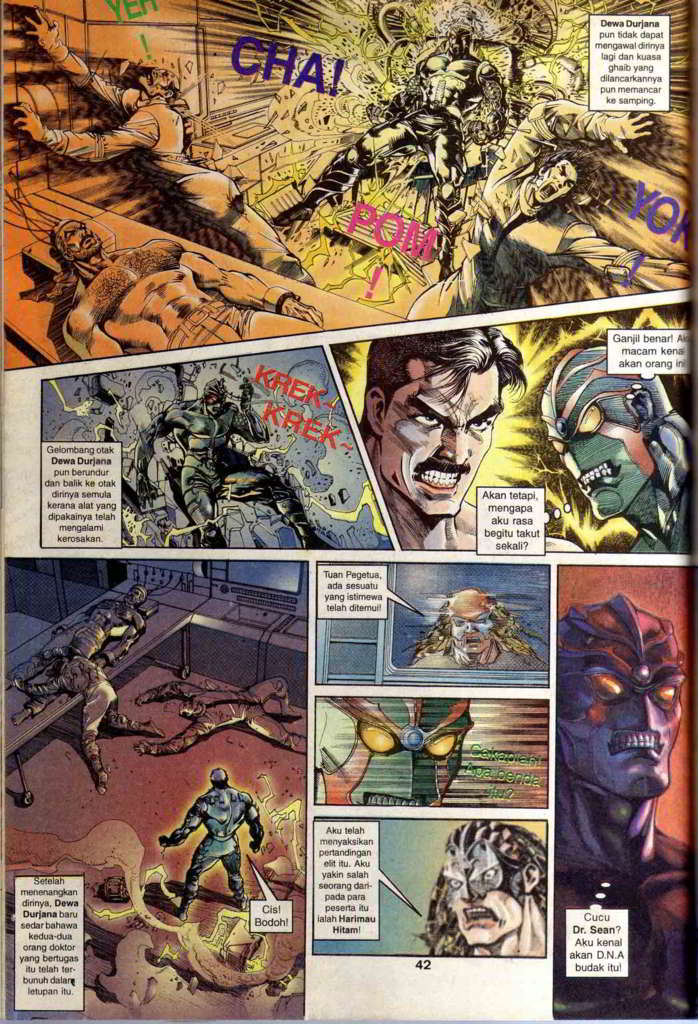 YEH
!
CHA!
Dewa Durjana
pun tidak dapat
mengawal dirinya
lagi dan kuasa
ghaib yang
dilancarkannya
pun memancar
ke samping.
POM
!
YOH
!
Gelombang otak
Dewa Durjana
pun berundur
dan balik ke otak
dirinya semula
kerana alat yang
dipakainya telah
mengalami
kerosakan.
KREK~
KREK~
Ganjil benar!
macam kena
akan orang ini
Akan tetapi,
mengapa
aku rasa
begitu takut
sekali?
Setelah
menenangkan
dirinya, Dewa
Durjana baru
sedar bahawa
kedua-dua
orang doktor
yang bertugas
itu telah ter-
bunuh dalam
letupan itu.
Cis!
Bodoh!
Tuan Pegetua,
ada sesuatu
yang istimewa
telah ditemui!
Cakaplah!
Apa benda
itu?
Aku telah
menyaksikan
pertandingan
elit itu. Aku
yakin salah
seorang dari-
pada para
peserta itu
ialah Harimau
Hitam!
Cucu
Dr. Sean?
Aku kenal
akan D.N.A
budak itu!
42